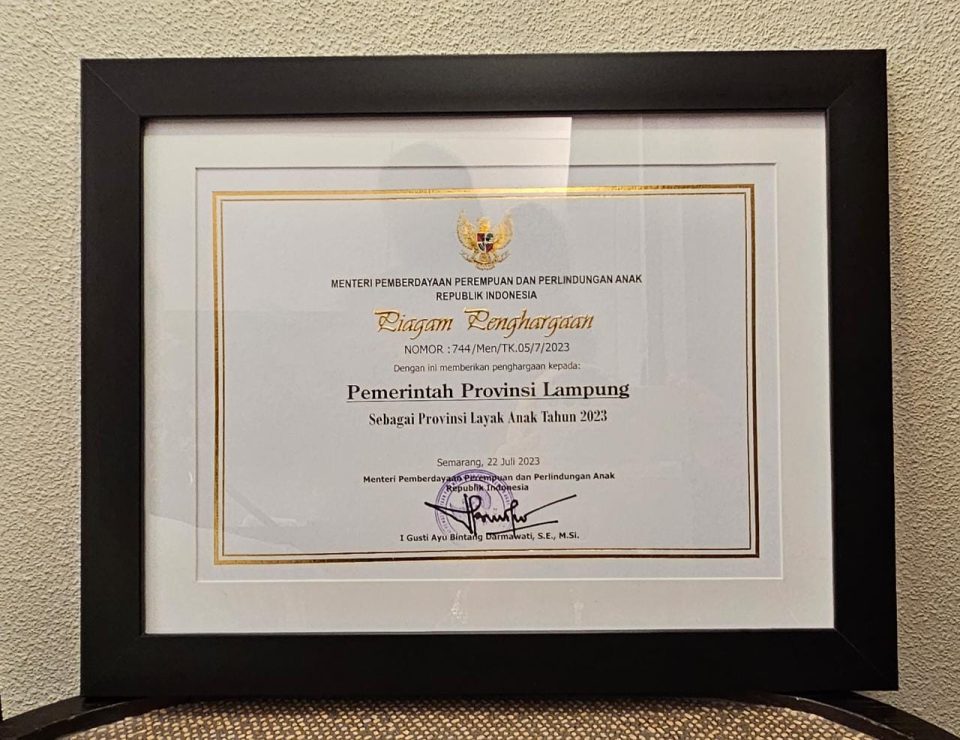 MENTERI PEMBERDAYAAN PEREMPUAN DAN PERLINDUNGAN ANAK
REPUBLIK INDONESIA
Piagam Penghargaan
NOMOR : 744/Men/TK.05/7/2023
Dengan ini memberikan penghargaan kepada:
Pemerintah Provinsi Lampung
Sebagai Provinsi Layak Anak Tahun 2023
Semarang, 22 Juli 2023
Menteri Pemberdayaan Perempuan dan Perlindungan Anak
Republik Indonesia
I Gusti Ayu Bintang Darmawati, S.E., M.Si.